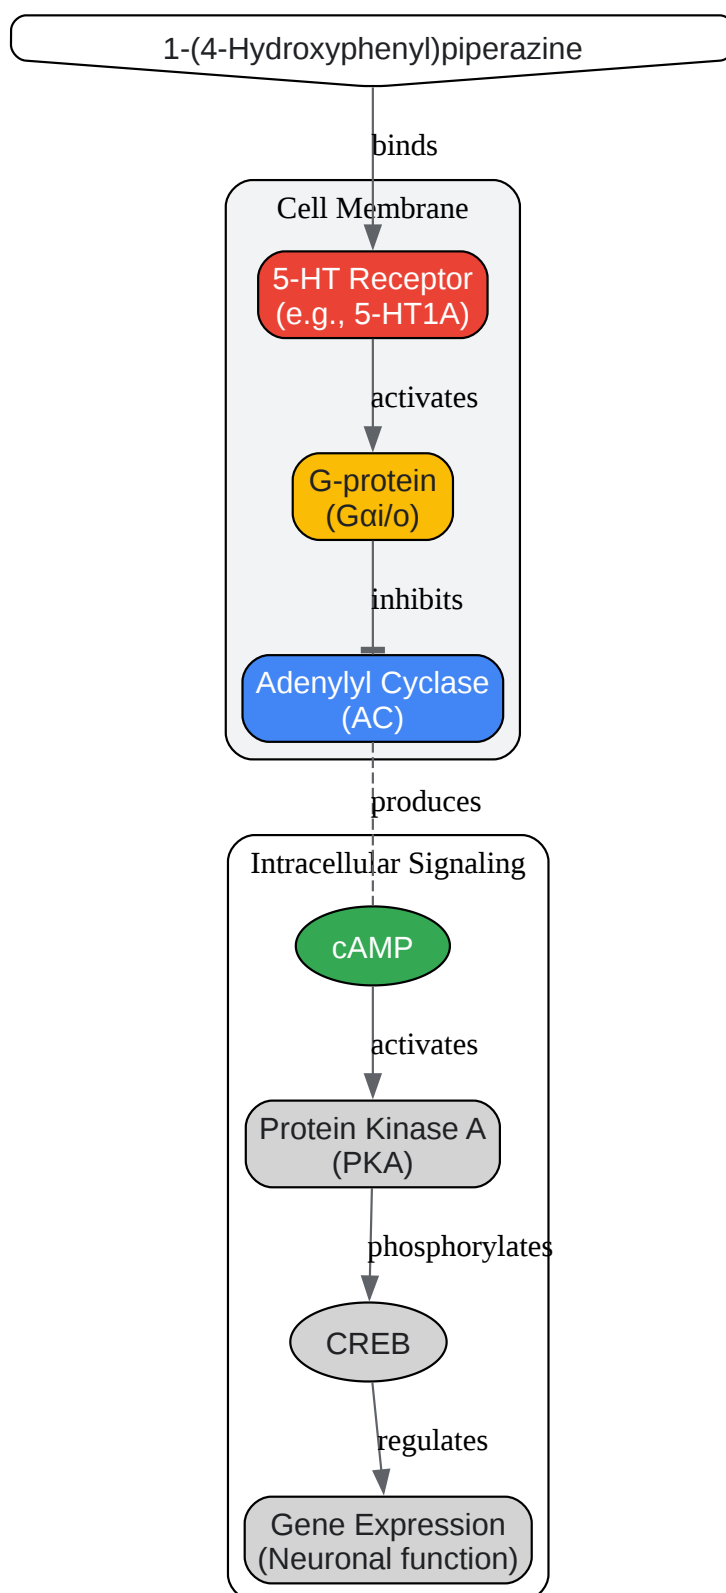 1-(4-Hydroxyphenyl)piperazine
binds
Cell Membrane
5-HT Receptor
(e.g., 5-HT1A)
activates
G-protein
(Gαi/o)
inhibits
Adenylyl Cyclase
(AC)
produces
Intracellular Signaling
cAMP
activates
Protein Kinase A
(PKA)
phosphorylates
CREB
regulates
Gene Expression
(Neuronal function)